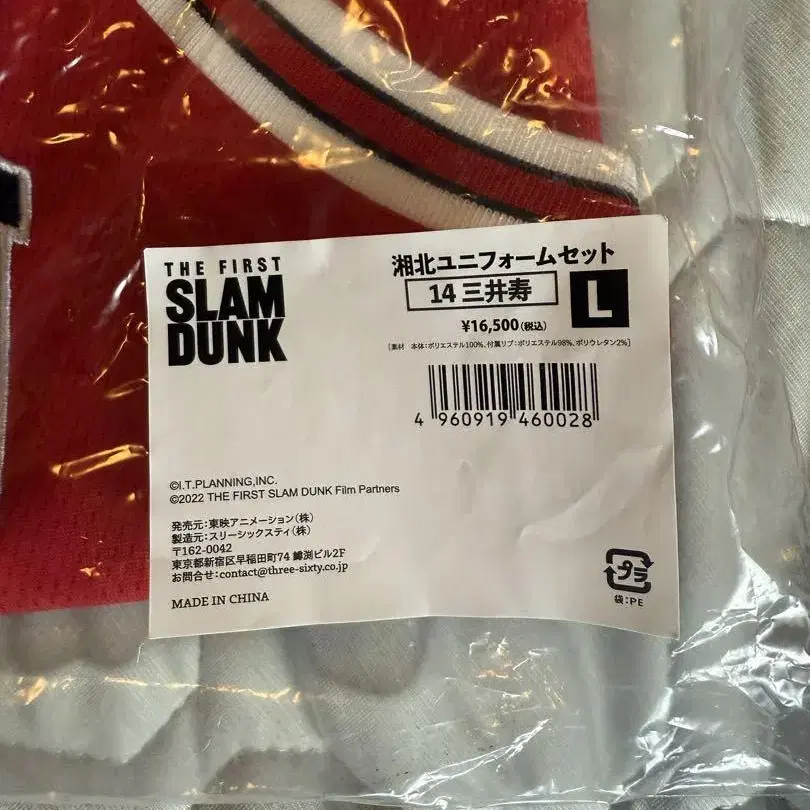 THE FIRST
SLAM
DUNK
湘北ユニフォームセット
14 三井寿
L
¥16,500(税込)
[素材 本体:ポリエステル100%、付属リブ:ポリエステル98%、ポリウレタン2%]
4 960919 460028
©I.T.PLANNING,INC.
©2022 THE FIRST SLAM DUNK Film Partners
発売元:東映アニメーション(株)
製造元:スリーシックスティ(株)
〒162-0042
東京都新宿区早稲田町74 鱒渕ビル2F
お問合せ:contact@three-sixty.co.jp
MADE IN CHINA
プラ
袋:PE